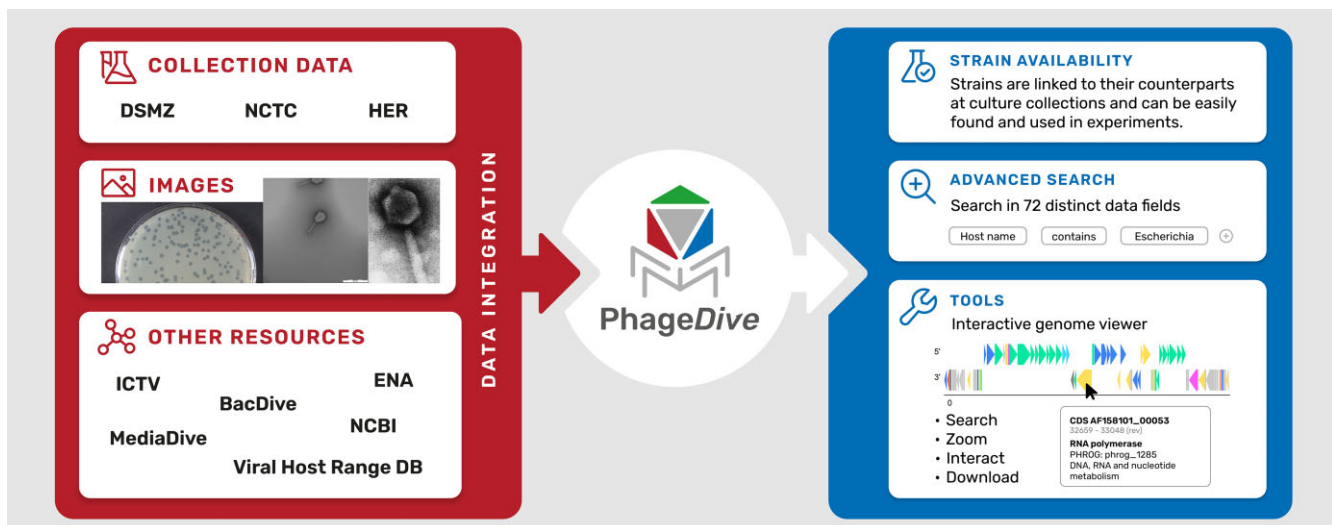 COLLECTION DATA
DSMZ NCTC HER
IMAGES
OTHER RESOURCES
ICTV ENA
BacDive
MediaDive NCBI
Viral Host Range DB
DATA INTEGRATION
PhageDive
STRAIN AVAILABILITY
Strains are linked to their counterparts
at culture collections and can be easily
found and used in experiments.
ADVANCED SEARCH
Search in 72 distinct data fields
Host name contains Escherichia
TOOLS
Interactive genome viewer
5'
3'
0
• Search
• Zoom
• Interact
• Download
CDS AF158101_00053
32659 - 33048 (rev)
RNA polymerase
PHROG: phrog_1285
DNA, RNA and nucleotide
metabolism